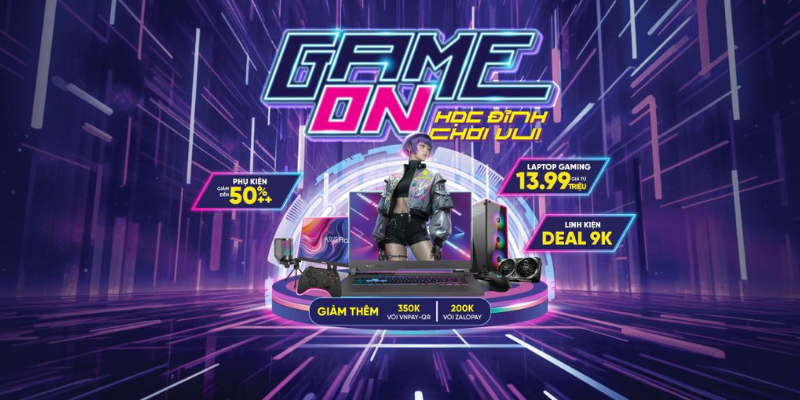 GAME
ON
HỌC ĐỈNH
CHƠI VUI
PHỤ KIỆN
GIẢM ĐẾN 50%++
LAPTOP GAMING
13.99 GIÁ TỪ TRIỆU
LINH KIỆN
DEAL 9K
GIẢM THÊM
350K
VỚI VNPAY-QR
200K
VỚI ZALOPAY